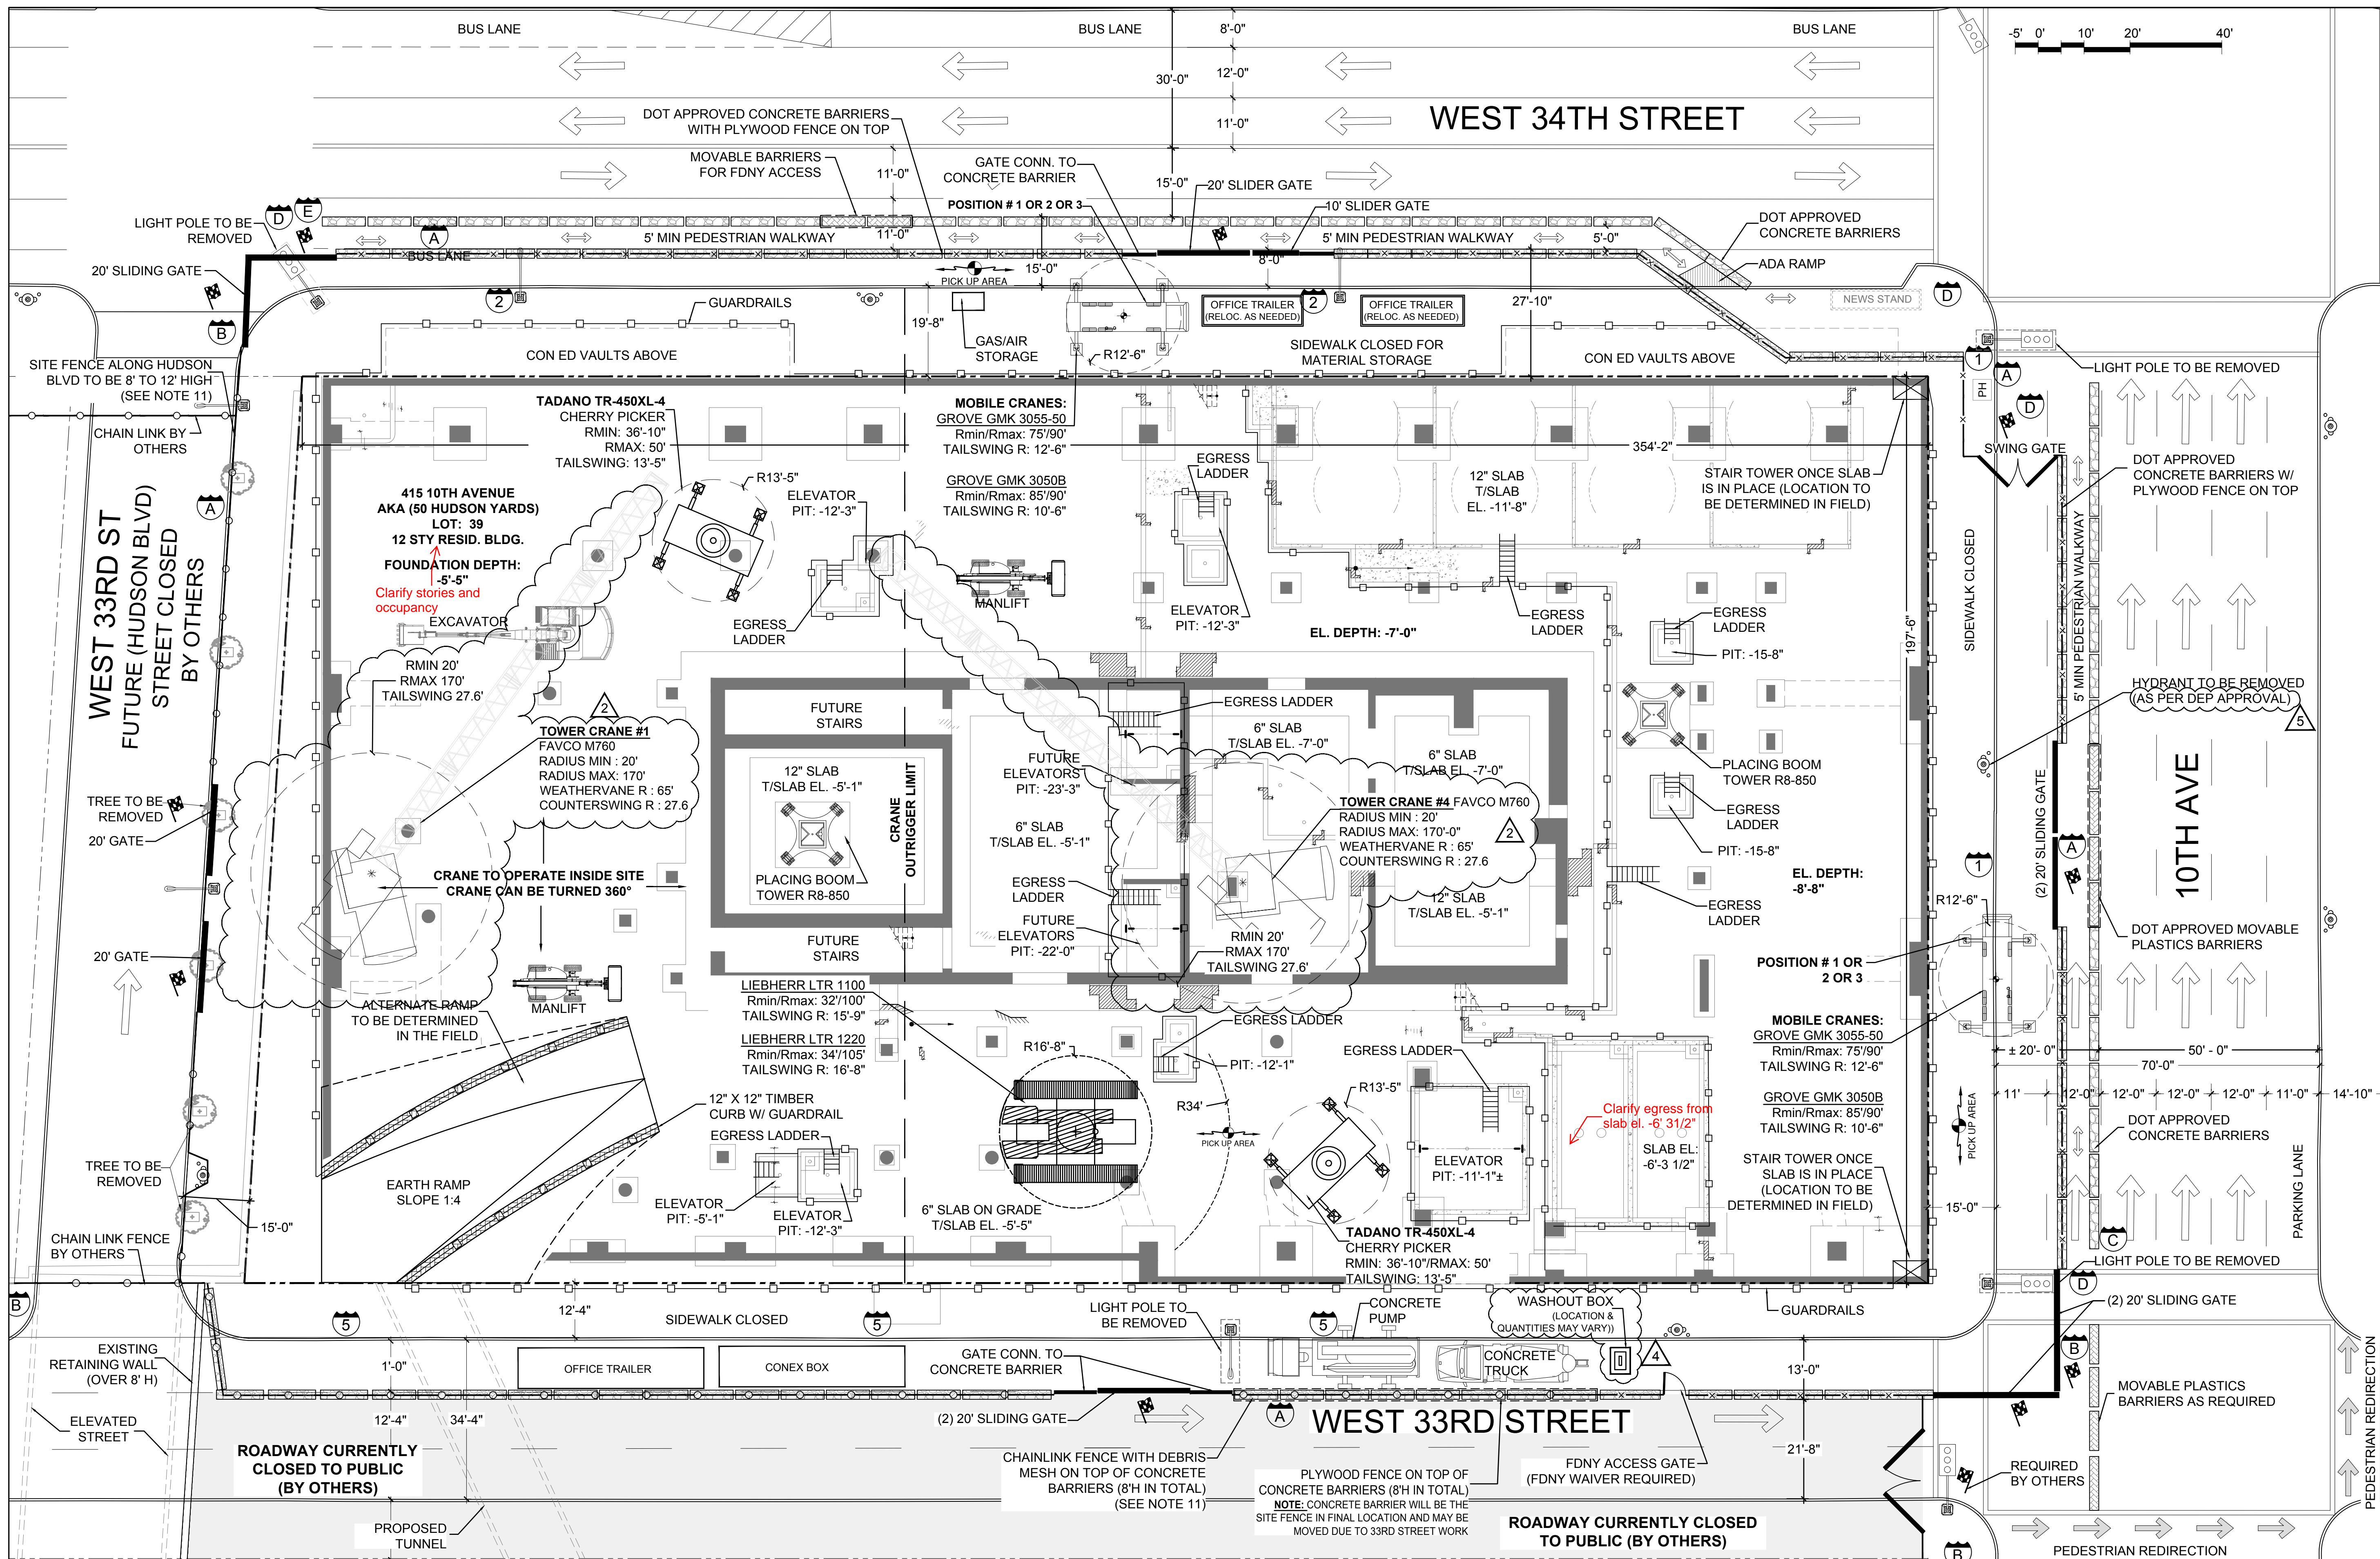 BUS LANE
BUS LANE
BUS LANE
8'-0"
-5' 0' 10' 20' 40'
30'-0"
12'-0"
11'-0"
WEST 34TH STREET
DOT APPROVED CONCRETE BARRIERS
WITH PLYWOOD FENCE ON TOP
MOVABLE BARRIERS
FOR FDNY ACCESS
11'-0"
GATE CONN. TO
CONCRETE BARRIER
15'-0"
20' SLIDER GATE
10' SLIDER GATE
POSITION # 1 OR 2 OR 3
LIGHT POLE TO BE
REMOVED
D
E
A
5' MIN PEDESTRIAN WALKWAY
11'-0"
5' MIN PEDESTRIAN WALKWAY
5'-0"
DOT APPROVED
CONCRETE BARRIERS
ADA RAMP
BUS LANE
20' SLIDING GATE
15'-0"
8'-0"
PICK UP AREA
2
GUARDRAILS
B
19'-8"
GAS/AIR
STORAGE
OFFICE TRAILER
(RELOC. AS NEEDED)
2
OFFICE TRAILER
(RELOC. AS NEEDED)
27'-10"
NEWS STAND
D
CON ED VAULTS ABOVE
R12'-6"
SIDEWALK CLOSED FOR
MATERIAL STORAGE
CON ED VAULTS ABOVE
1
A
PH
D
LIGHT POLE TO BE REMOVED
SITE FENCE ALONG HUDSON
BLVD TO BE 8' TO 12' HIGH
(SEE NOTE 11)
CHAIN LINK BY
OTHERS
A
WEST 33RD ST
FUTURE (HUDSON BLVD)
STREET CLOSED
BY OTHERS
TADANO TR-450XL-4
CHERRY PICKER
RMIN: 36'-10"
RMAX: 50'
TAILSWING: 13'-5"
R13'-5"
MOBILE CRANES:
GROVE GMK 3055-50
Rmin/Rmax: 75'/90'
TAILSWING R: 12'-6"
GROVE GMK 3050B
Rmin/Rmax: 85'/90'
TAILSWING R: 10'-6"
354'-2"
EGRESS
LADDER
12" SLAB
T/SLAB
EL. -11'-8"
STAIR TOWER ONCE SLAB
IS IN PLACE (LOCATION TO
BE DETERMINED IN FIELD)
SWING GATE
DOT APPROVED
CONCRETE BARRIERS W/
PLYWOOD FENCE ON TOP
415 10TH AVENUE
AKA (50 HUDSON YARDS)
LOT: 39
12 STY RESID. BLDG.
FOUNDATION DEPTH:
-5'-5"
Clarify stories and
occupancy
EXCAVATOR
ELEVATOR
PIT: -12'-3"
EGRESS
LADDER
MANLIFT
ELEVATOR
PIT: -12'-3"
EL. DEPTH: -7'-0"
EGRESS
LADDER
EGRESS
LADDER
PIT: -15-8"
197'-6"
SIDEWALK CLOSED
5' MIN PEDESTRIAN WALKWAY
HYDRANT TO BE REMOVED
(AS PER DEP APPROVAL)
5
10TH AVE
RMIN 20'
RMAX 170'
TAILSWING 27.6'
2
TOWER CRANE #1
FAVCO M760
RADIUS MIN : 20'
RADIUS MAX: 170'
WEATHERVANE R : 65'
COUNTERSWING R : 27.6
FUTURE
STAIRS
12" SLAB
T/SLAB EL. -5'-1"
PLACING BOOM
TOWER R8-850
FUTURE
STAIRS
CRANE
OUTRIGGER LIMIT
FUTURE
ELEVATORS
PIT: -23'-3"
6" SLAB
T/SLAB EL. -5'-1"
EGRESS
LADDER
FUTURE
ELEVATORS
PIT: -22'-0"
EGRESS LADDER
6" SLAB
T/SLAB EL. -7'-0"
6" SLAB
T/SLAB EL. -7'-0"
TOWER CRANE #4 FAVCO M760
RADIUS MIN : 20'
RADIUS MAX: 170'-0"
WEATHERVANE R : 65'
COUNTERSWING R : 27.6
2
12" SLAB
T/SLAB EL. -5'-1"
RMIN 20'
RMAX 170'
TAILSWING 27.6'
PLACING BOOM
TOWER R8-850
EGRESS
LADDER
PIT: -15-8"
EL. DEPTH:
-8'-8"
EGRESS
LADDER
(2) 20' SLIDING GATE
1
A
R12'-6"
DOT APPROVED MOVABLE
PLASTICS BARRIERS
TREE TO BE
REMOVED
20' GATE
20' GATE
CRANE TO OPERATE INSIDE SITE
CRANE CAN BE TURNED 360°
MANLIFT
ALTERNATE RAMP
TO BE DETERMINED
IN THE FIELD
LIEBHERR LTR 1100
Rmin/Rmax: 32'/100'
TAILSWING R: 15'-9"
LIEBHERR LTR 1220
Rmin/Rmax: 34'/105'
TAILSWING R: 16'-8"
R16'-8"
EGRESS LADDER
PIT: -12'-1"
R34'
PICK UP AREA
R13'-5"
EGRESS LADDER
ELEVATOR
PIT: -11'-1"±
Clarify egress from
slab el. -6' 31/2"
SLAB EL:
-6'-3 1/2"
POSITION # 1 OR
2 OR 3
MOBILE CRANES:
GROVE GMK 3055-50
Rmin/Rmax: 75'/90'
TAILSWING R: 12'-6"
GROVE GMK 3050B
Rmin/Rmax: 85'/90'
TAILSWING R: 10'-6"
STAIR TOWER ONCE
SLAB IS IN PLACE
(LOCATION TO BE
DETERMINED IN FIELD)
± 20'- 0"
50' - 0"
70'-0"
11'
12'-0"
12'-0"
12'-0"
12'-0"
11'-0"
14'-10"
PICK UP AREA
DOT APPROVED
CONCRETE BARRIERS
PARKING LANE
15'-0"
C
LIGHT POLE TO BE REMOVED
D
12" X 12" TIMBER
CURB W/ GUARDRAIL
EGRESS LADDER
ELEVATOR
PIT: -5'-1"
ELEVATOR
PIT: -12'-3"
6" SLAB ON GRADE
T/SLAB EL. -5'-5"
EARTH RAMP
SLOPE 1:4
TREE TO BE
REMOVED
15'-0"
CHAIN LINK FENCE
BY OTHERS
TADANO TR-450XL-4
CHERRY PICKER
RMIN: 36'-10"/RMAX: 50'
TAILSWING: 13'-5"
B
5
12'-4"
SIDEWALK CLOSED
5
LIGHT POLE TO
BE REMOVED
5
CONCRETE
PUMP
WASHOUT BOX
(LOCATION &
QUANTITIES MAY VARY))
4
GUARDRAILS
(2) 20' SLIDING GATE
B
EXISTING
RETAINING WALL
(OVER 8' H)
1'-0"
OFFICE TRAILER
CONEX BOX
GATE CONN. TO
CONCRETE BARRIER
CONCRETE
TRUCK
13'-0"
MOVABLE PLASTICS
BARRIERS AS REQUIRED
ELEVATED
STREET
12'-4"
34'-4"
(2) 20' SLIDING GATE
A
WEST 33RD STREET
ROADWAY CURRENTLY
CLOSED TO PUBLIC
(BY OTHERS)
CHAINLINK FENCE WITH DEBRIS
MESH ON TOP OF CONCRETE
BARRIERS (8'H IN TOTAL)
(SEE NOTE 11)
PLYWOOD FENCE ON TOP OF
CONCRETE BARRIERS (8'H IN TOTAL)
NOTE: CONCRETE BARRIER WILL BE THE
SITE FENCE IN FINAL LOCATION AND MAY BE
MOVED DUE TO 33RD STREET WORK
FDNY ACCESS GATE
(FDNY WAIVER REQUIRED)
21'-8"
REQUIRED
BY OTHERS
PROPOSED
TUNNEL
ROADWAY CURRENTLY CLOSED
TO PUBLIC (BY OTHERS)
B
PEDESTRIAN REDIRECTION
PEDESTRIAN REDIRECTION